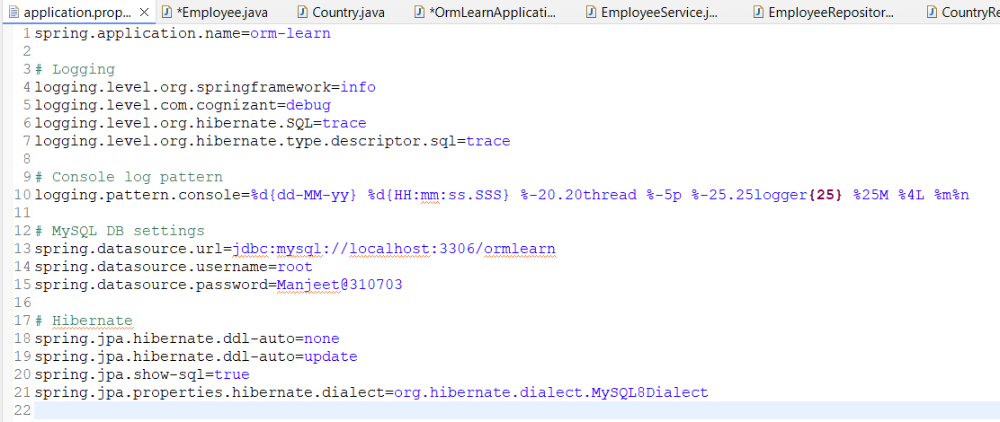 application.prop... *Employee.java Country.java *OrmLearnApplicati... EmployeeService.j... EmployeeRepositor... CountryRe
1 spring.application.name=orm-learn
2
3 # Logging
4 logging.level.org.springframework=info
5 logging.level.com.cognizant=debug
6 logging.level.org.hibernate.SQL=trace
7 logging.level.org.hibernate.type.descriptor.sql=trace
8
9 # Console log pattern
10 logging.pattern.console=%d{dd-MM-yy} %d{HH:mm:ss.SSS} %-20.20thread %-5p %-25.25logger{25} %25M %4L %m%n
11
12 # MySQL DB settings
13 spring.datasource.url=jdbc:mysql://localhost:3306/ormlearn
14 spring.datasource.username=root
15 spring.datasource.password=Manjeet@310703
16
17 # Hibernate
18 spring.jpa.hibernate.ddl-auto=none
19 spring.jpa.hibernate.ddl-auto=update
20 spring.jpa.show-sql=true
21 spring.jpa.properties.hibernate.dialect=org.hibernate.dialect.MySQL8Dialect
22